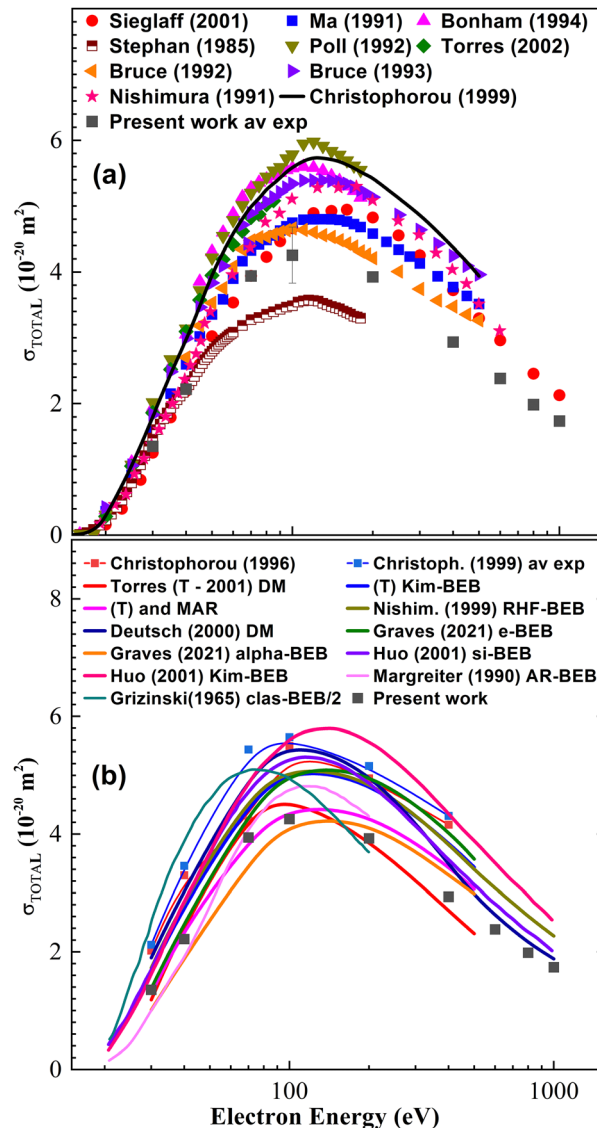 Sieglaff (2001) Ma (1991) Bonham (1994)
Stephan (1985) Poll (1992) Torres (2002)
Bruce (1992) Bruce (1993)
Nishimura (1991) Christophorou (1999)
Present work av exp
(a)
6
4
2
0
σTOTAL (10⁻²⁰ m²)
Christophorou (1996) Christoph. (1999) av exp
Torres (T - 2001) DM (T) Kim-BEB
(T) and MAR Nishim. (1999) RHF-BEB
Deutsch (2000) DM Graves (2021) e-BEB
Graves (2021) alpha-BEB Huo (2001) si-BEB
Huo (2001) Kim-BEB Margreiter (1990) AR-BEB
Grizinski(1965) clas-BEB/2 Present work
(b)
8
6
4
2
0
σTOTAL (10⁻²⁰ m²)
100 1000
Electron Energy (eV)